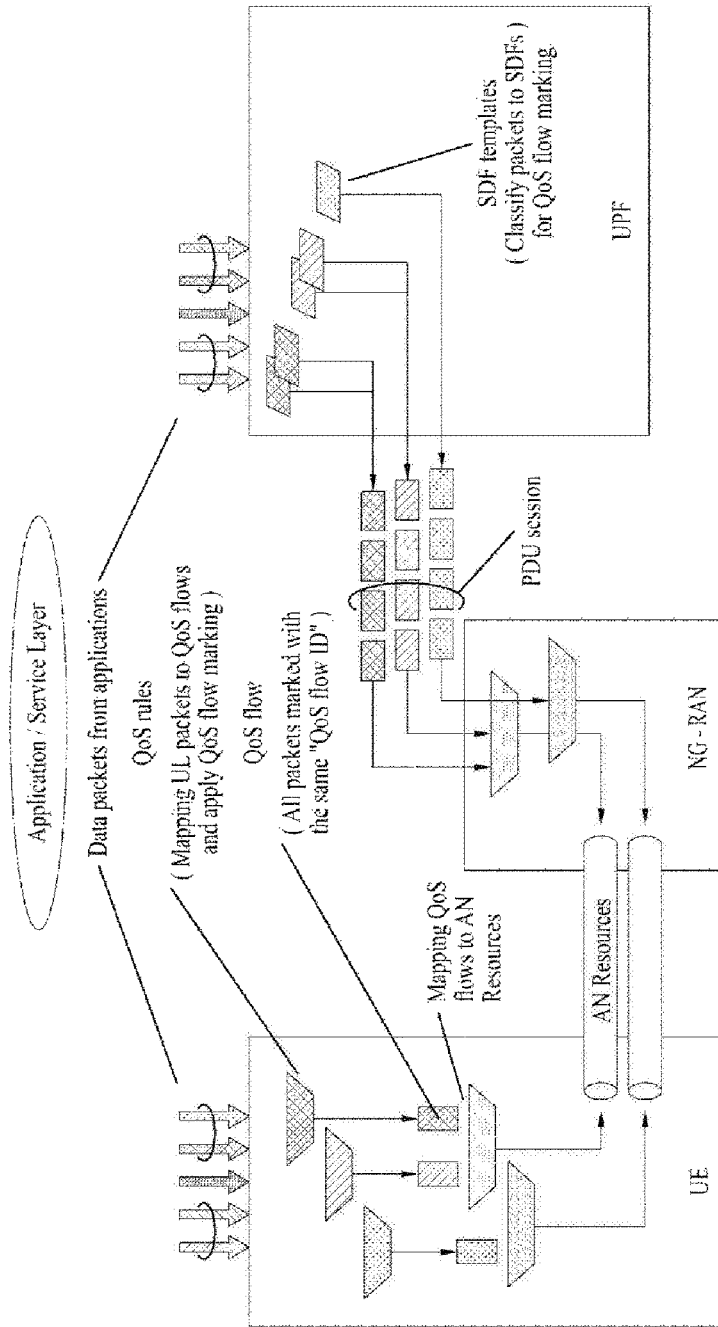 Application / Service Layer
Data packets from applications
QoS rules
( Mapping UL packets to QoS flows
and apply QoS flow marking )
QoS flow
( All packets marked with
the same "QoS flow ID" )
Mapping QoS
flows to AN
Resources
PDU session
SDF templates
( Classify packets to SDFs )
for QoS flow marking.
AN Resources
UE
NG - RAN
UPF